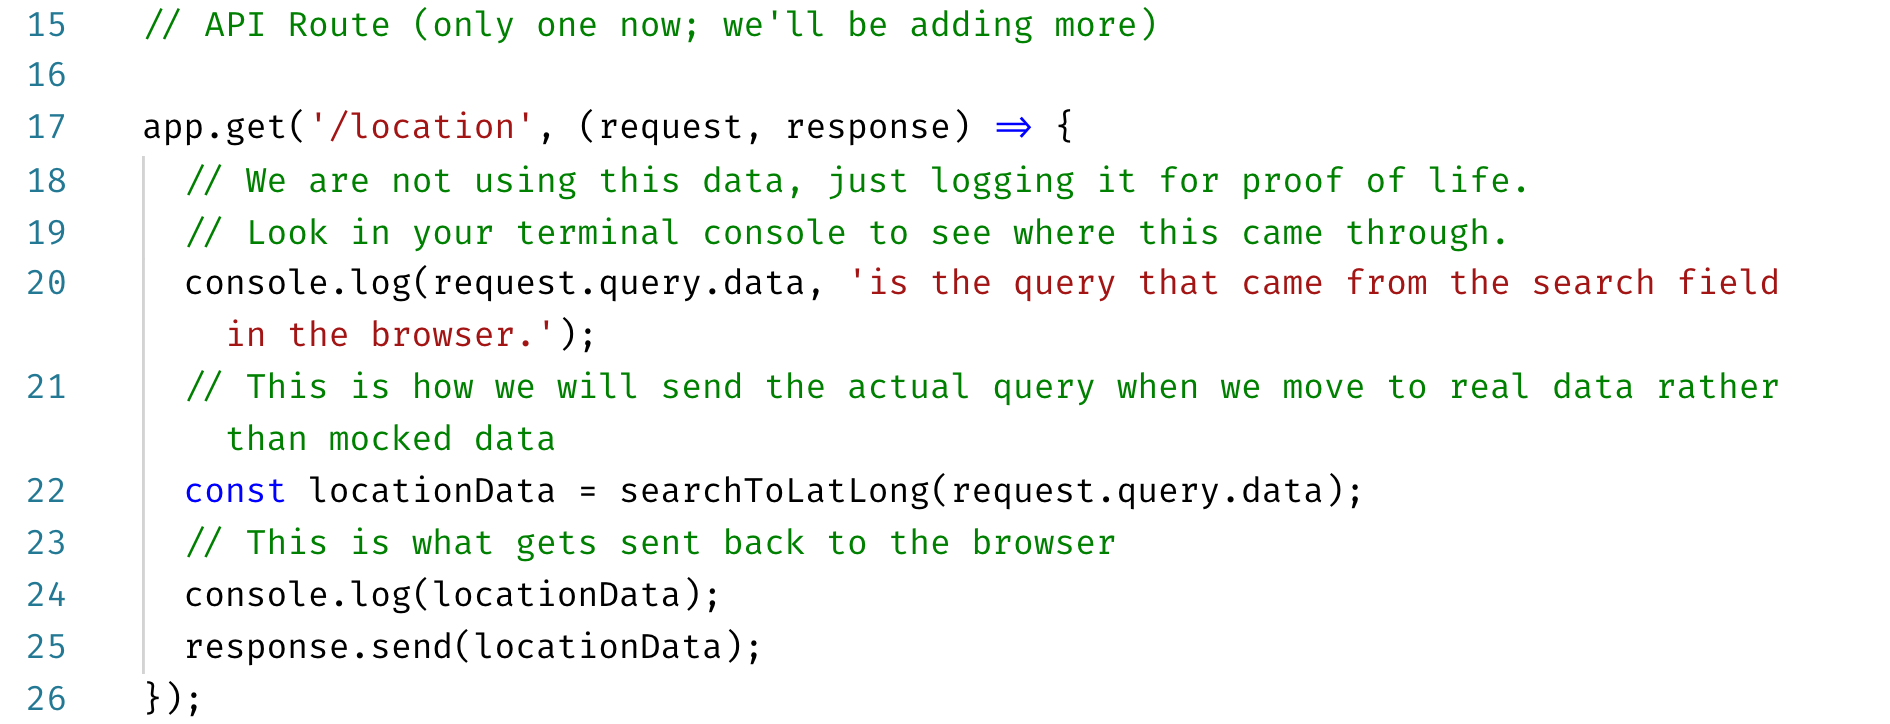 15 // API Route (only one now; we'll be adding more)
16
17 app.get('/location', (request, response) => {
18 // We are not using this data, just logging it for proof of life.
19 // Look in your terminal console to see where this came through.
20 console.log(request.query.data, 'is the query that came from the search field
in the browser.');
21 // This is how we will send the actual query when we move to real data rather
than mocked data
22 const locationData = searchToLatLong(request.query.data);
23 // This is what gets sent back to the browser
24 console.log(locationData);
25 response.send(locationData);
26 });